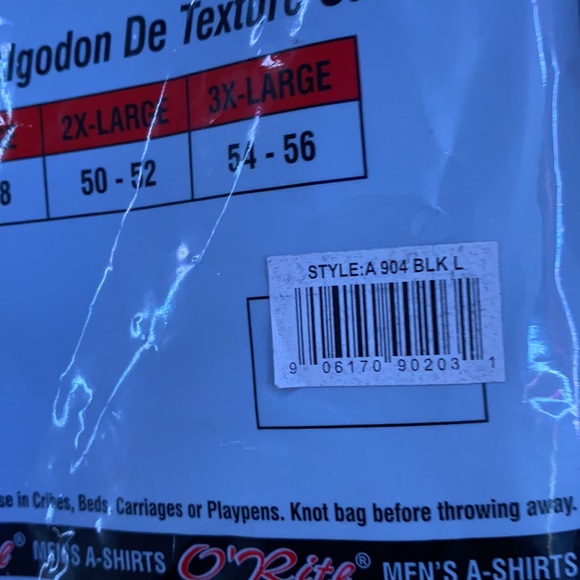 lgodon De Texture
2X-LARGE 3X-LARGE
8 50 - 52 54 - 56
STYLE:A 904 BLK L
9 06170 90203 1
se in Cribes, Beds, Carriages or Playpens. Knot bag before throwing away.
® MEN'S A-SHIRTS O'Rite® MEN'S A-SHIRTS